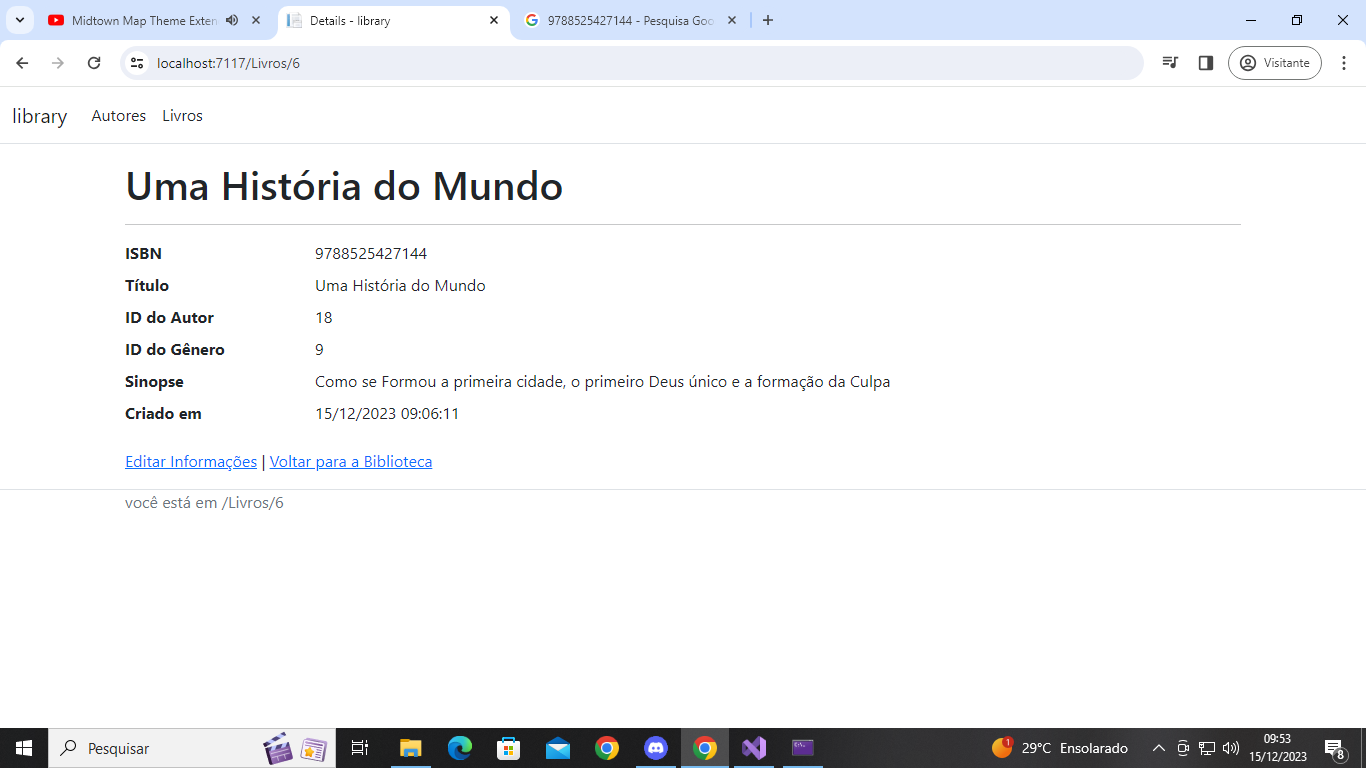 Midtown Map Theme Exten
Details - library
9788525427144 - Pesquisa Goo
localhost:7117/Livros/6
Visitante
library
Autores
Livros
Uma História do Mundo
ISBN 9788525427144
Título Uma História do Mundo
ID do Autor 18
ID do Gênero 9
Sinopse Como se Formou a primeira cidade, o primeiro Deus único e a formação da Culpa
Criado em 15/12/2023 09:06:11
Editar Informações | Voltar para a Biblioteca
você está em /Livros/6
Pesquisar
1
29°C Ensolarado
09:53
15/12/2023
8